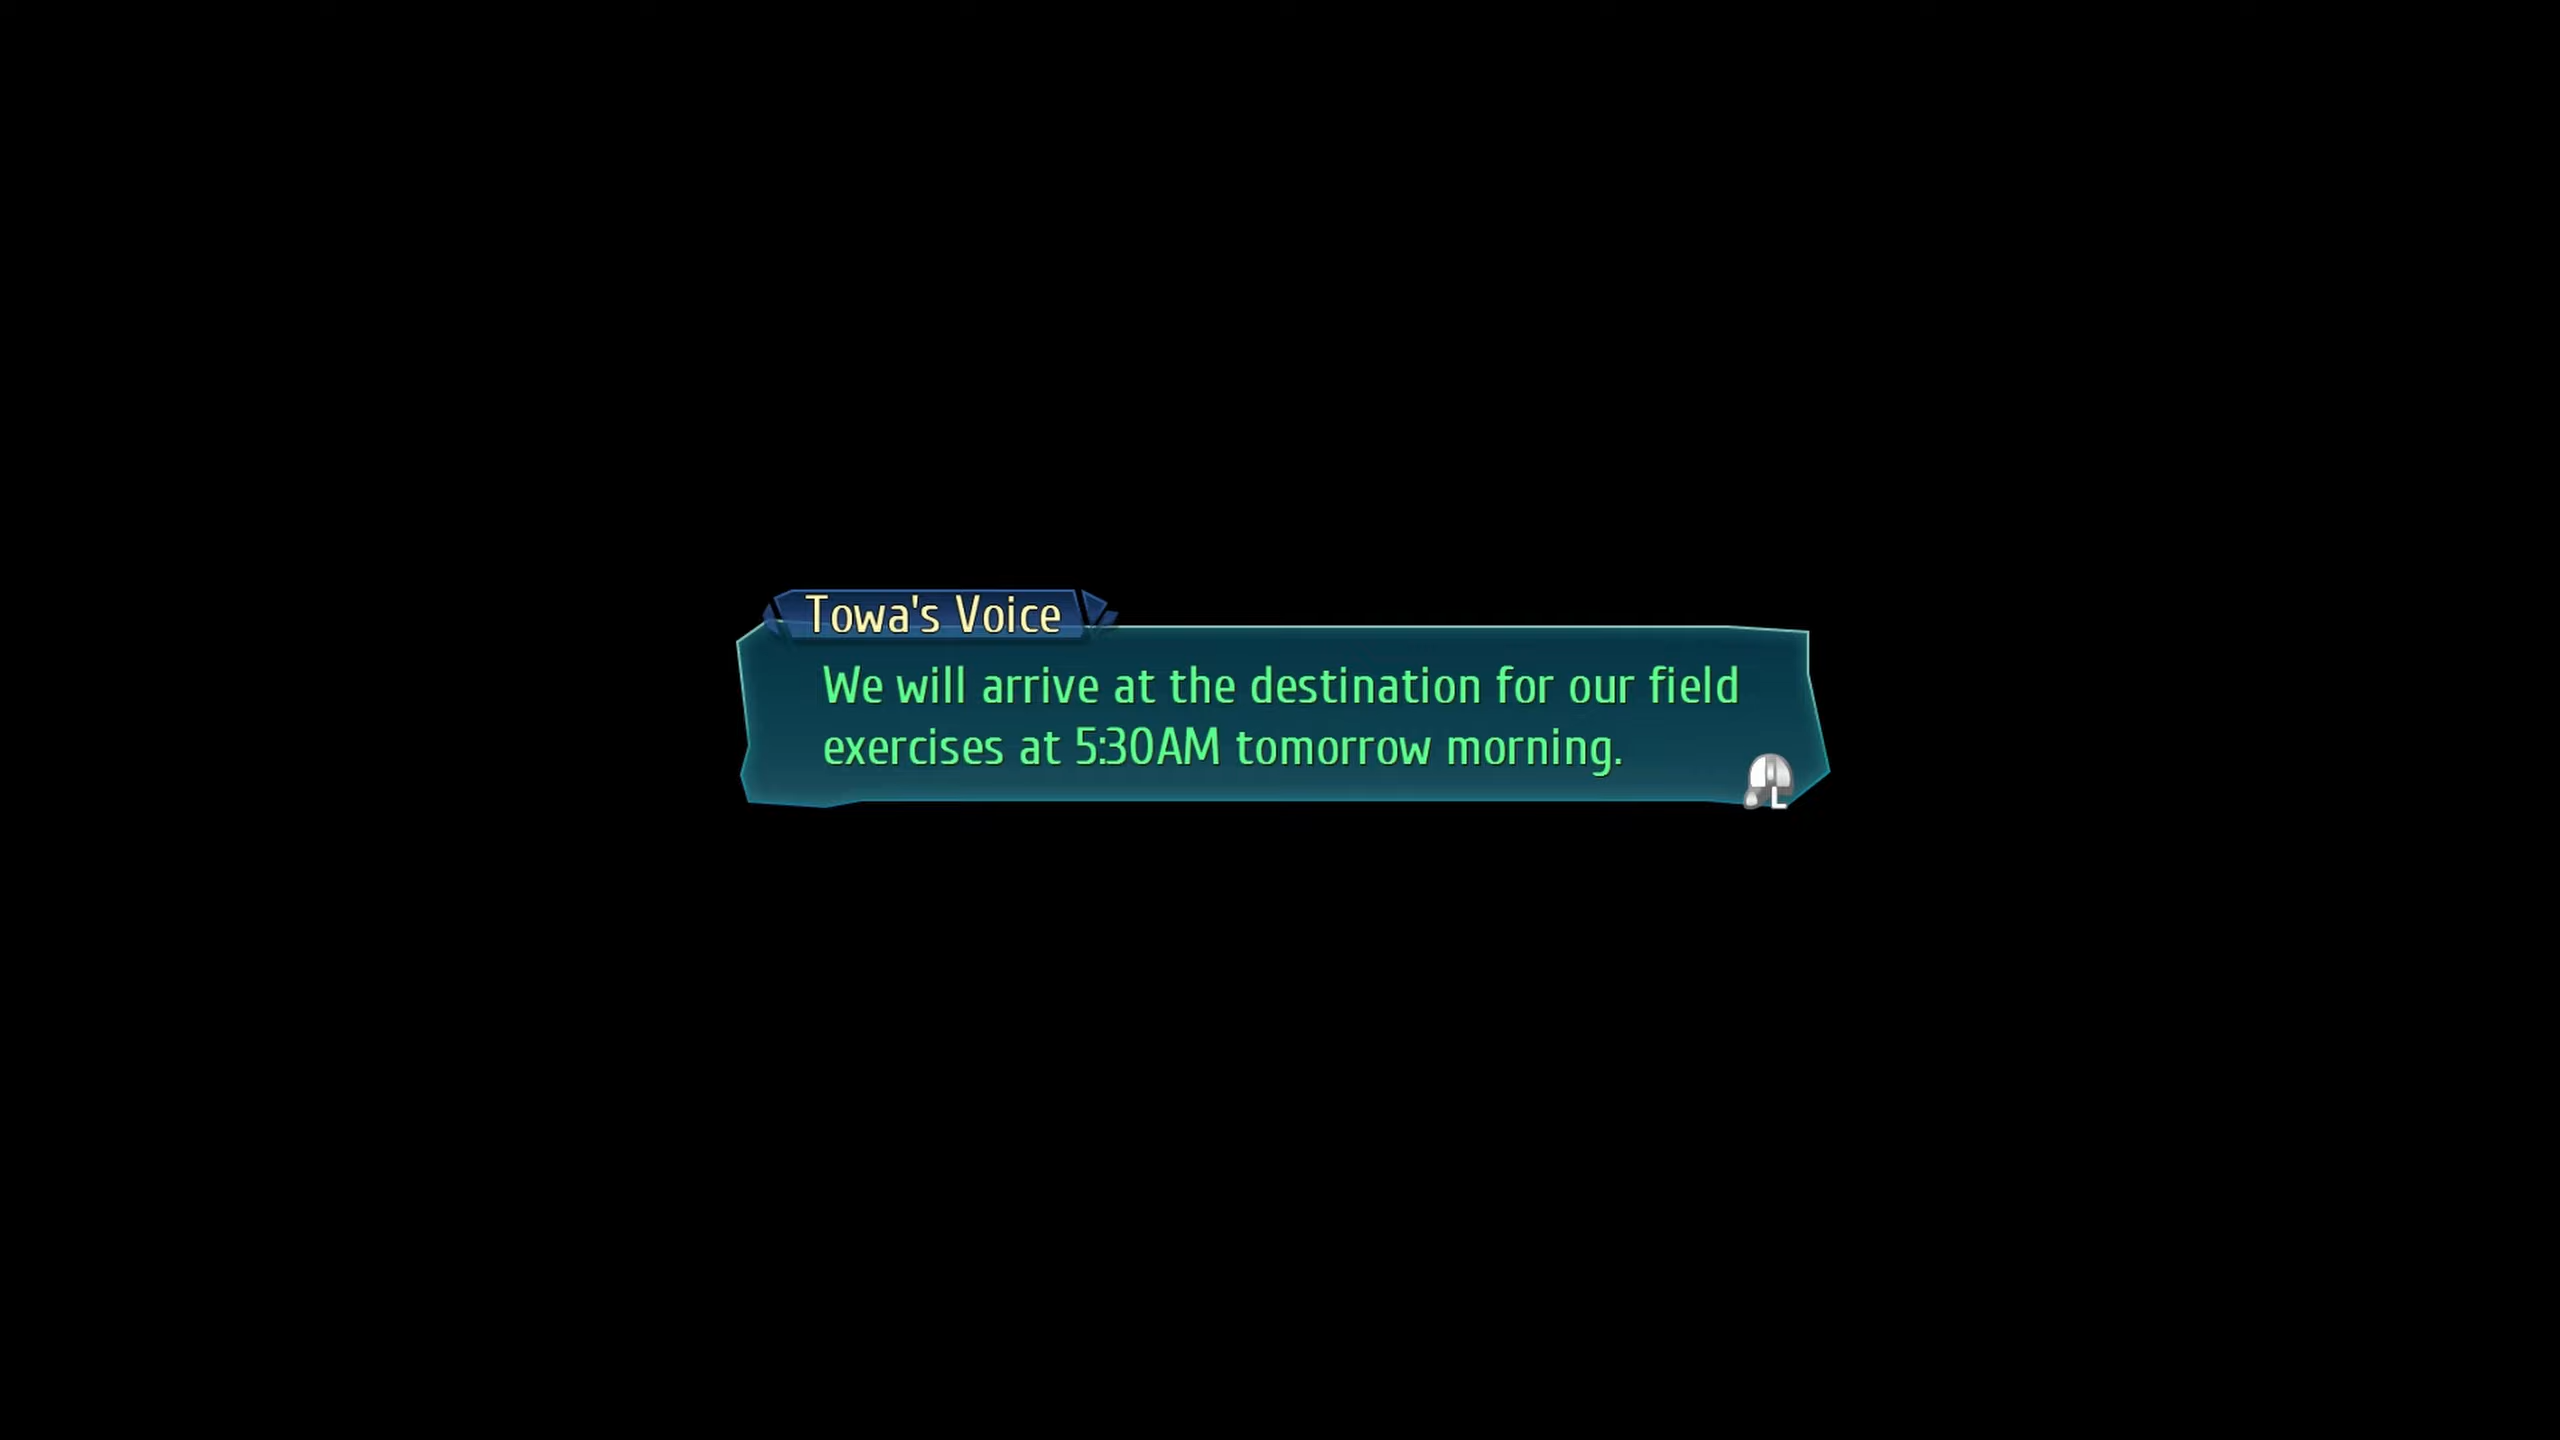 Towa's Voice
We will arrive at the destination for our field
exercises at 5:30AM tomorrow morning.
L